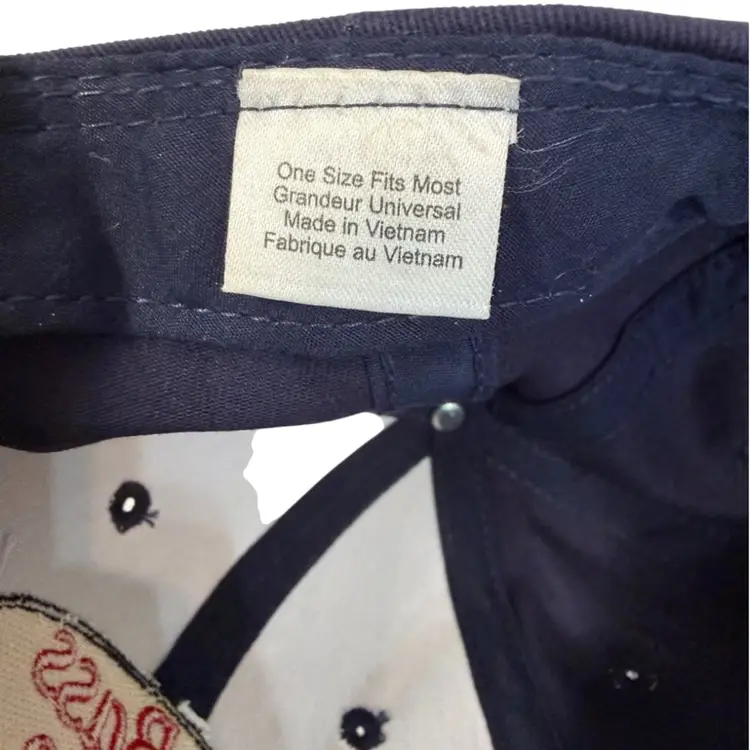 One Size Fits Most
Grandeur Universal
Made in Vietnam
Fabrique au Vietnam